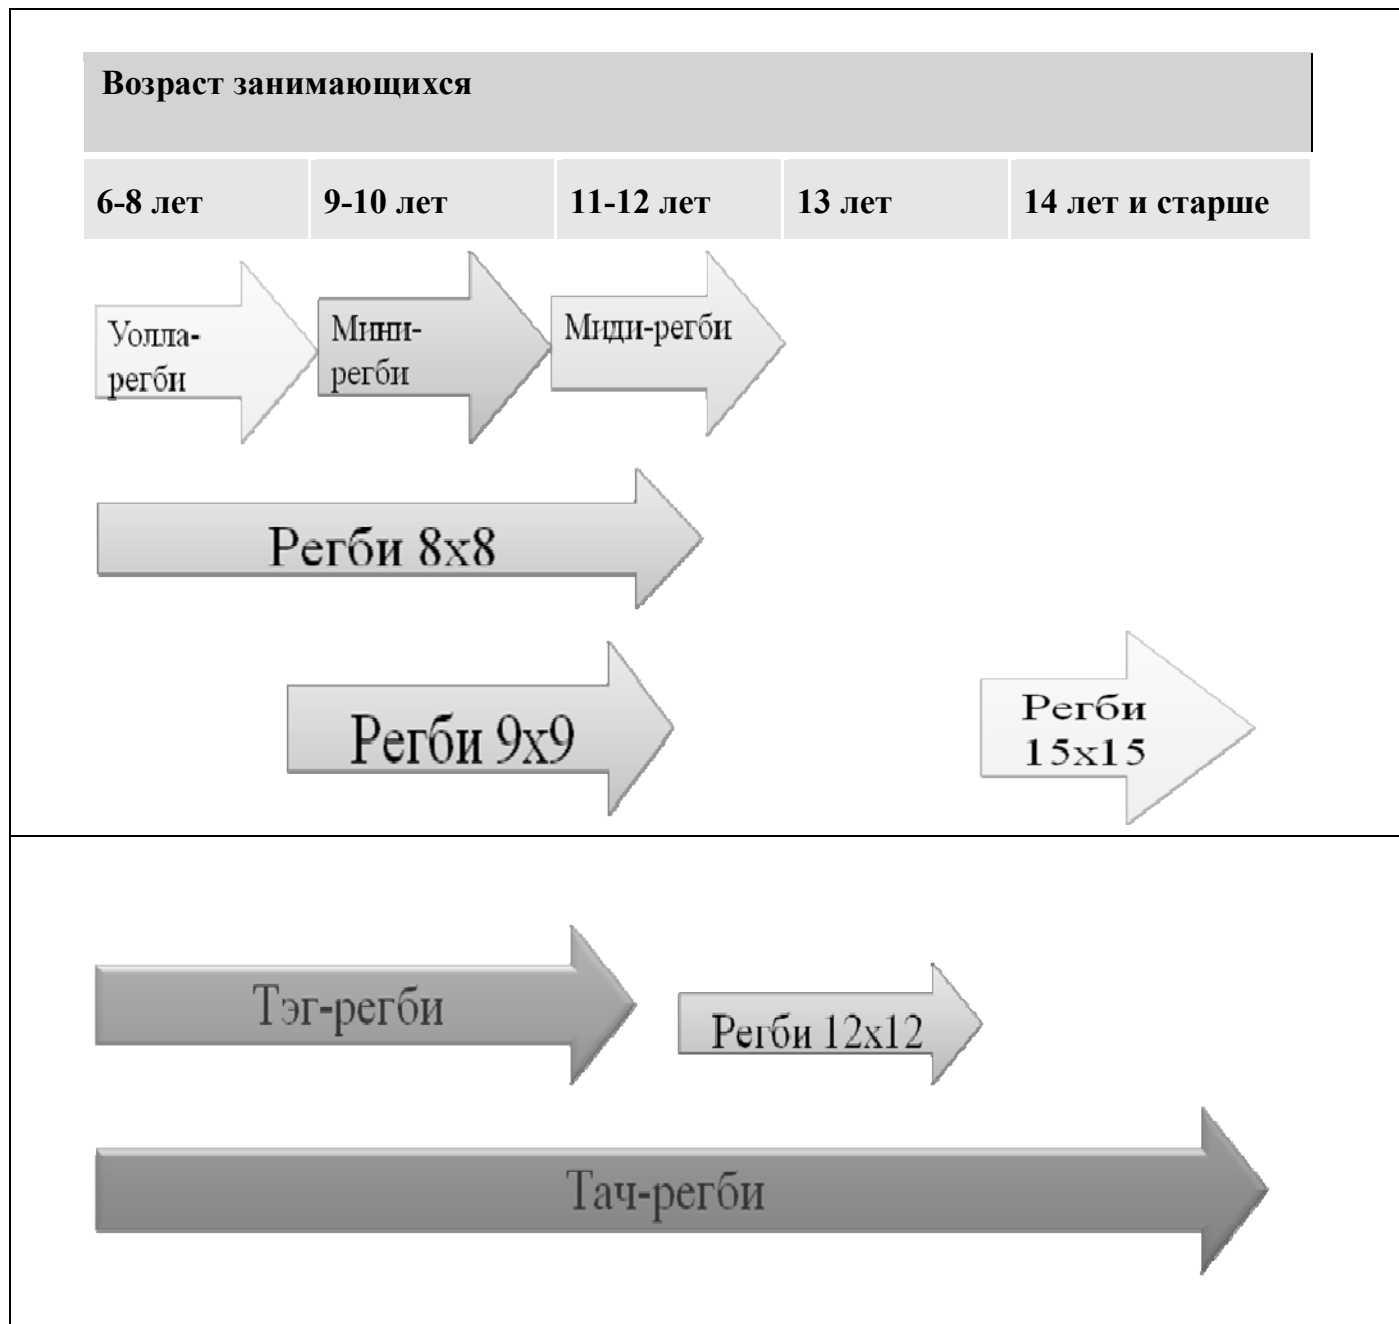 Возраст занимающихся
6-8 лет
9-10 лет
11-12 лет
13 лет
14 лет и старше
Уолла-
регби
Мини-
регби
Миди-регби
Регби 8х8
Регби 9х9
Регби
15х15
Тэг-регби
Регби 12х12
Тач-регби